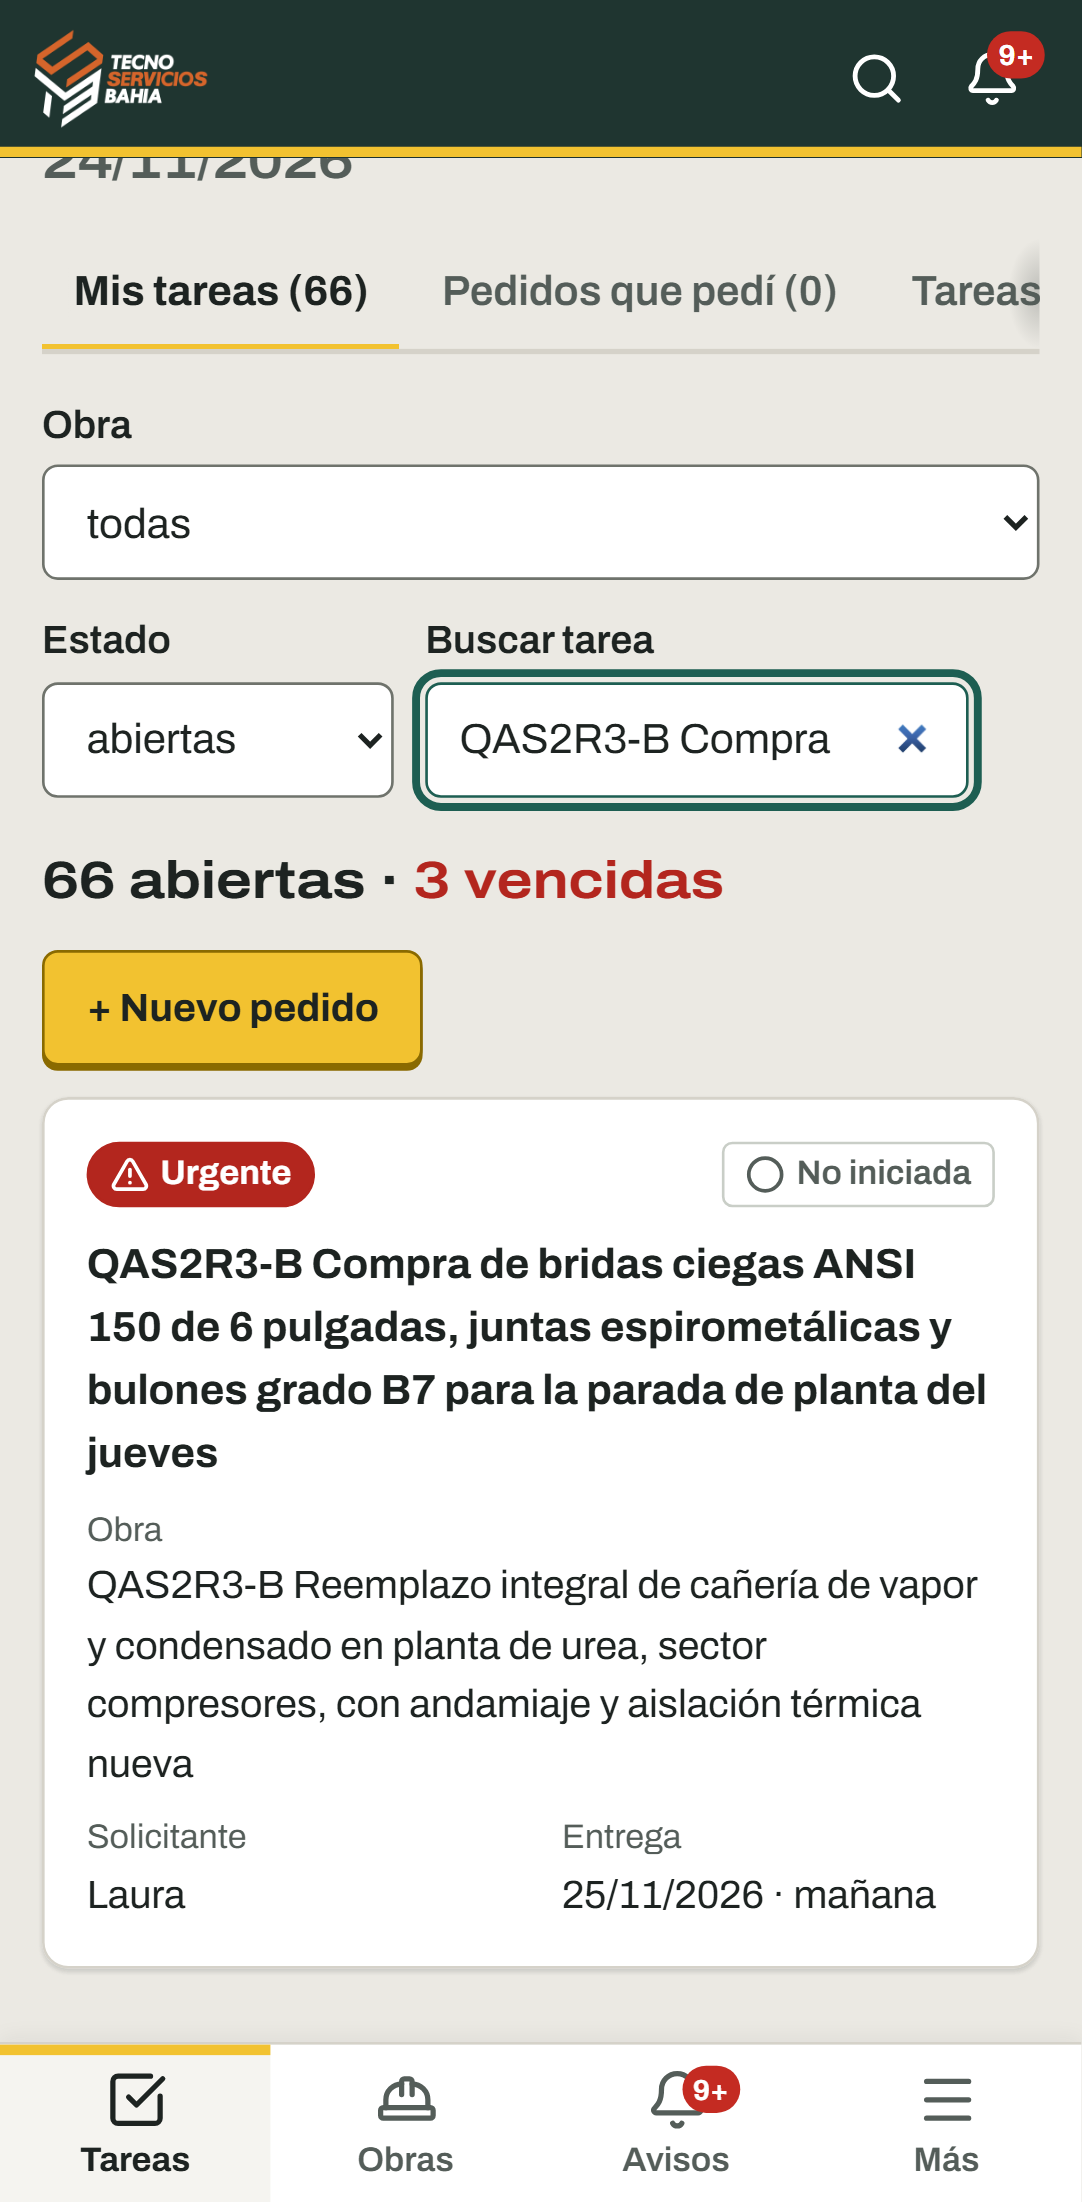 TECNO
SERVICIOS
BAHIA
9+
24/11/2026
Mis tareas (66)
Pedidos que pedí (0)
Tareas
Obra
todas
Estado
Buscar tarea
abiertas
QAS2R3-B Compra
66 abiertas · 3 vencidas
+ Nuevo pedido
Urgente
No iniciada
QAS2R3-B Compra de bridas ciegas ANSI
150 de 6 pulgadas, juntas espirometálicas y
bulones grado B7 para la parada de planta del
jueves
Obra
QAS2R3-B Reemplazo integral de cañería de vapor
y condensado en planta de urea, sector
compresores, con andamiaje y aislación térmica
nueva
Solicitante
Entrega
Laura
25/11/2026 · mañana
9+
Tareas
Obras
Avisos
Más